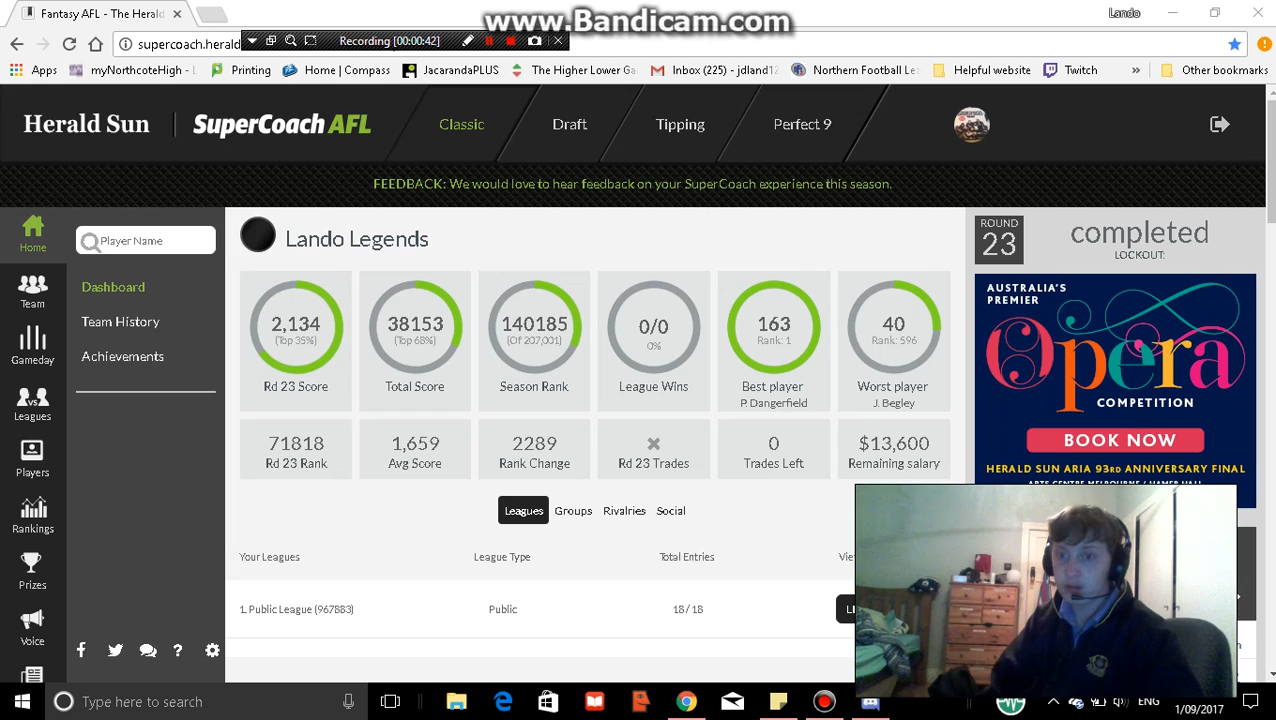 www.Bandicam.com
Fantasy AFL - The Herald
Lando
supercoach.herald
Recording [00:00:42]
Apps
myNorthcoteHigh
Printing
Home | Compass
JacarandaPLUS
The Higher Lower Ga
Inbox (225) - jdland12
Northern Football Le
Helpful website
Twitch
»
Other bookmarks
Herald Sun
SuperCoach AFL
Classic
Draft
Tipping
Perfect 9
FEEDBACK: We would love to hear feedback on your SuperCoach experience this season.
Home
Team
Gameday
Leagues
Players
Rankings
Prizes
Voice
Player Name
Dashboard
Team History
Achievements
Lando Legends
2,134
(Top 35%)
Rd 23 Score
38153
(Top 68%)
Total Score
140185
(Of 207,001)
Season Rank
0/0
0%
League Wins
163
Rank: 1
Best player
P. Dangerfield
40
Rank: 596
Worst player
J. Begley
71818
Rd 23 Rank
1,659
Avg Score
2289
Rank Change
Rd 23 Trades
0
Trades Left
$13,600
Remaining salary
Leagues
Groups
Rivalries
Social
Your Leagues
League Type
Total Entries
1. Public League (967883)
Public
18 / 18
ROUND
23
completed
LOCKOUT:
AUSTRALIA'S
PREMIER
Opera
COMPETITION
BOOK NOW
HERALD SUN ARIA 93RD ANNIVERSARY FINAL
ARTS CENTRE MELBOURNE / HAMER HALL
Type here to search
ENG
1/09/2017